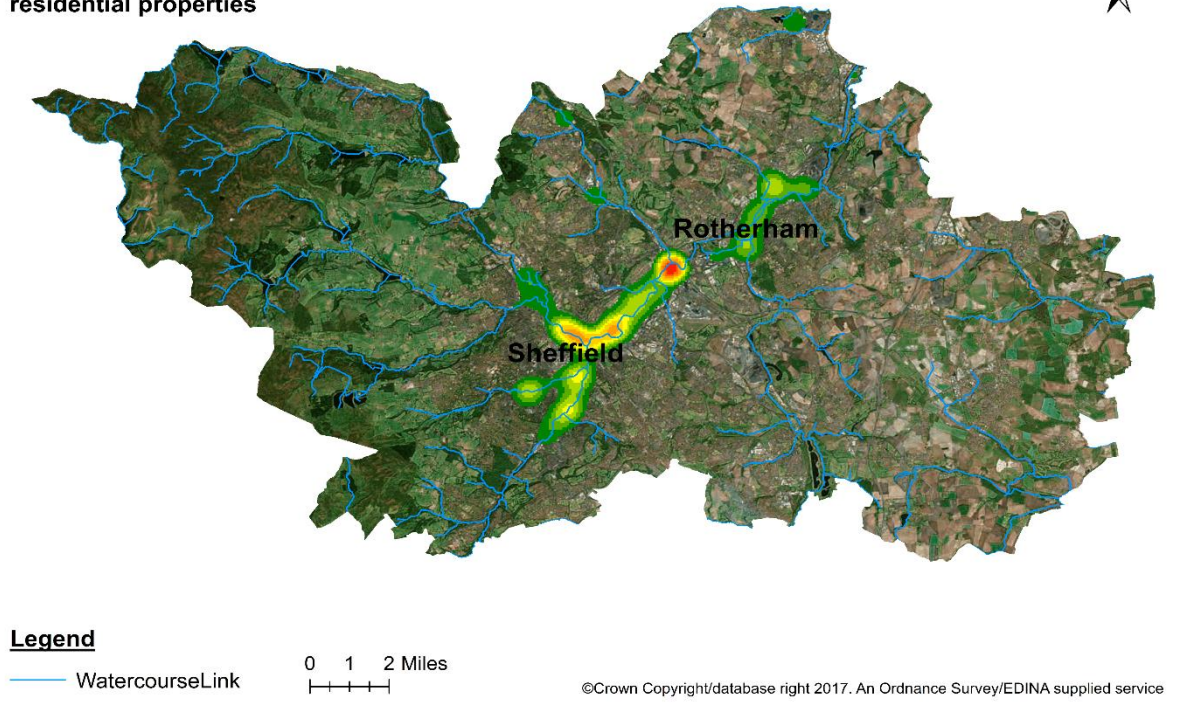 residential properties
Rotherham
Sheffield
Legend
WatercourseLink
0 1 2 Miles
©Crown Copyright/database right 2017. An Ordnance Survey/EDINA supplied service